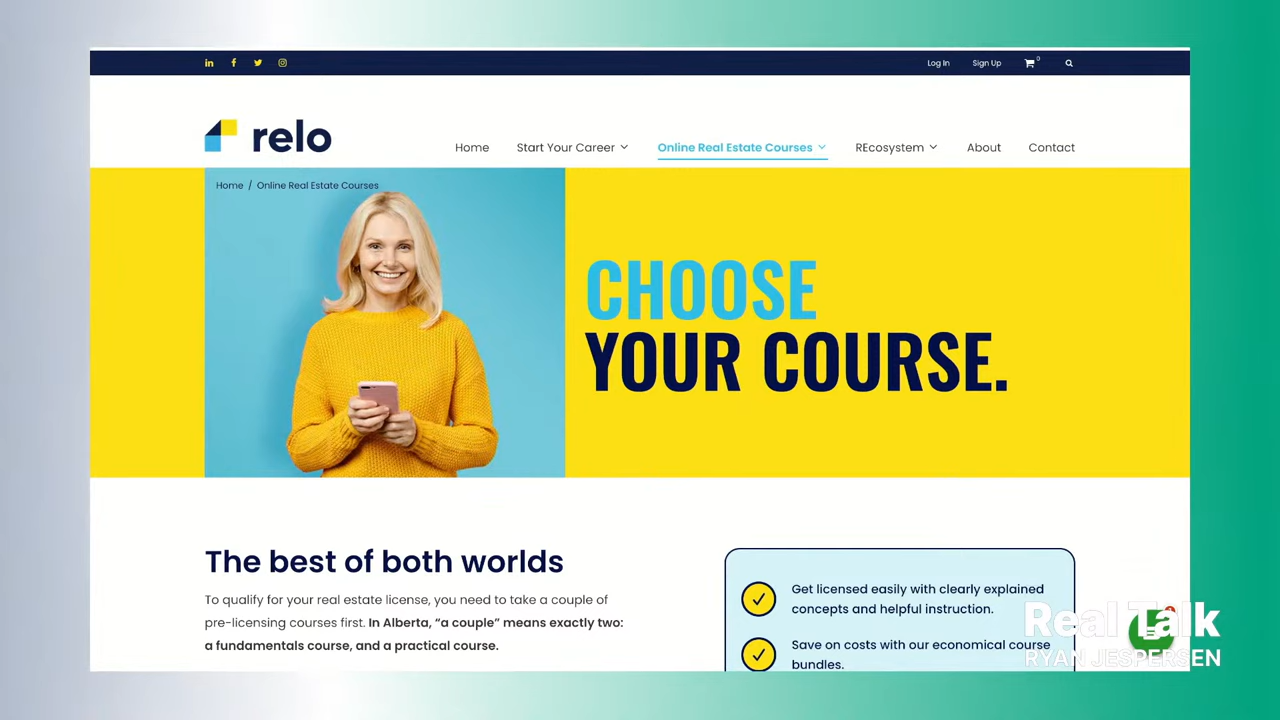 Log In
Sign Up
0
relo
Home
Start Your Career
Online Real Estate Courses
REcosystem
About
Contact
Home / Online Real Estate Courses
CHOOSE
YOUR COURSE.
The best of both worlds
To qualify for your real estate license, you need to take a couple of
pre-licensing courses first. In Alberta, “a couple” means exactly two:
a fundamentals course, and a practical course.
Get licensed easily with clearly explained
concepts and helpful instruction.
Save on costs with our economical course
bundles.
Real Talk
RYAN JESPERSEN